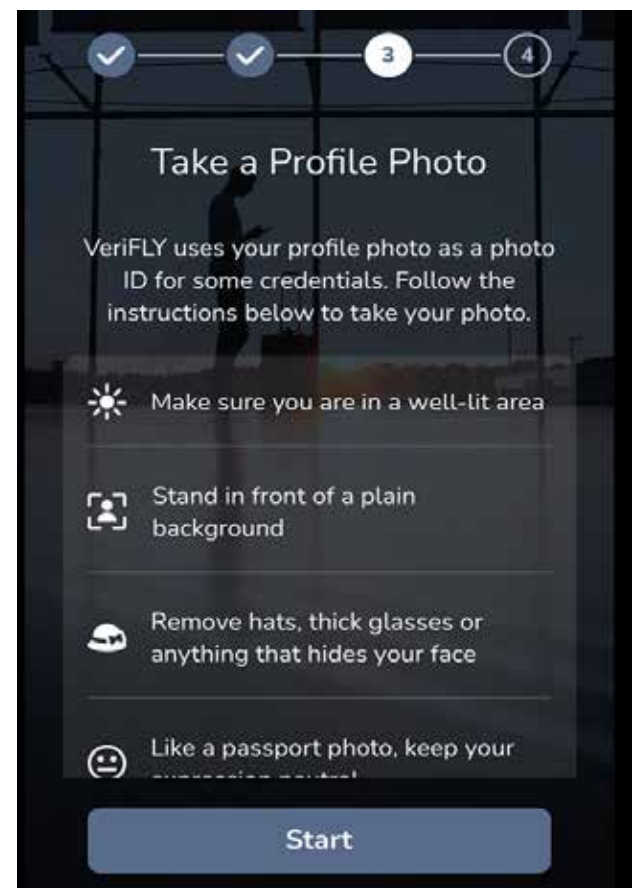 3
4
Take a Profile Photo
VeriFLY uses your profile photo as a photo
ID for some credentials. Follow the
instructions below to take your photo.
Make sure you are in a well-lit area
Stand in front of a plain
background
Remove hats, thick glasses or
anything that hides your face
Like a passport photo, keep your
expression neutral
Start